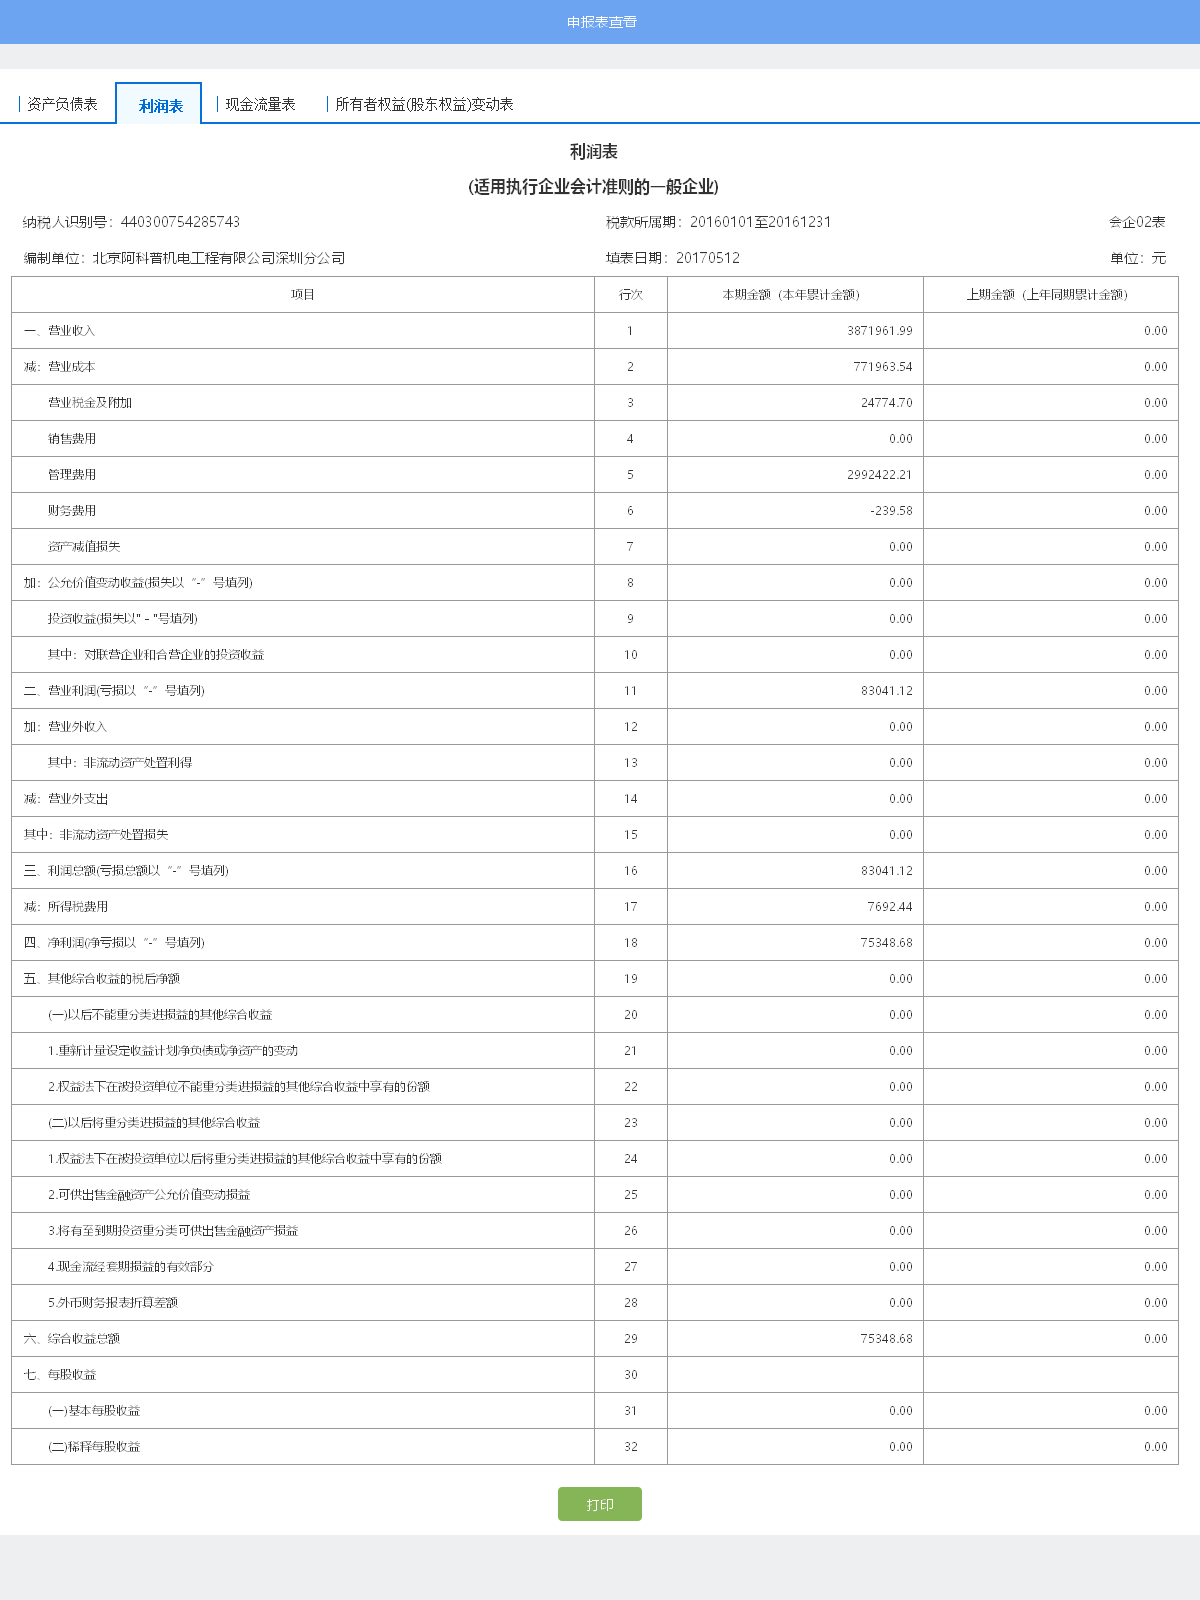 申报表查看
资产负债表 利润表 现金流量表 所有者权益(股东权益)变动表
利润表
(适用执行企业会计准则的一般企业)
纳税人识别号：440300754285743 税款所属期：20160101至20161231 会企02表
编制单位：北京阿科普机电工程有限公司深圳分公司 填表日期：20170512 单位：元
项目 行次 本期金额（本年累计金额） 上期金额（上年同期累计金额）
一、营业收入 1 3871961.99 0.00
减：营业成本 2 771963.54 0.00
营业税金及附加 3 24774.70 0.00
销售费用 4 0.00 0.00
管理费用 5 2992422.21 0.00
财务费用 6 -239.58 0.00
资产减值损失 7 0.00 0.00
加：公允价值变动收益(损失以“-”号填列) 8 0.00 0.00
投资收益(损失以"－"号填列) 9 0.00 0.00
其中：对联营企业和合营企业的投资收益 10 0.00 0.00
二、营业利润(亏损以“-”号填列) 11 83041.12 0.00
加：营业外收入 12 0.00 0.00
其中：非流动资产处置利得 13 0.00 0.00
减：营业外支出 14 0.00 0.00
其中：非流动资产处置损失 15 0.00 0.00
三、利润总额(亏损总额以“-”号填列) 16 83041.12 0.00
减：所得税费用 17 7692.44 0.00
四、净利润(净亏损以“-”号填列) 18 75348.68 0.00
五、其他综合收益的税后净额 19 0.00 0.00
(一)以后不能重分类进损益的其他综合收益 20 0.00 0.00
1.重新计量设定收益计划净负债或净资产的变动 21 0.00 0.00
2.权益法下在被投资单位不能重分类进损益的其他综合收益中享有的份额 22 0.00 0.00
(二)以后将重分类进损益的其他综合收益 23 0.00 0.00
1.权益法下在被投资单位以后将重分类进损益的其他综合收益中享有的份额 24 0.00 0.00
2.可供出售金融资产公允价值变动损益 25 0.00 0.00
3.将有至到期投资重分类可供出售金融资产损益 26 0.00 0.00
4.现金流经套期损益的有效部分 27 0.00 0.00
5.外币财务报表折算差额 28 0.00 0.00
六、综合收益总额 29 75348.68 0.00
七、每股收益 30
(一)基本每股收益 31 0.00 0.00
(二)稀释每股收益 32 0.00 0.00
打印